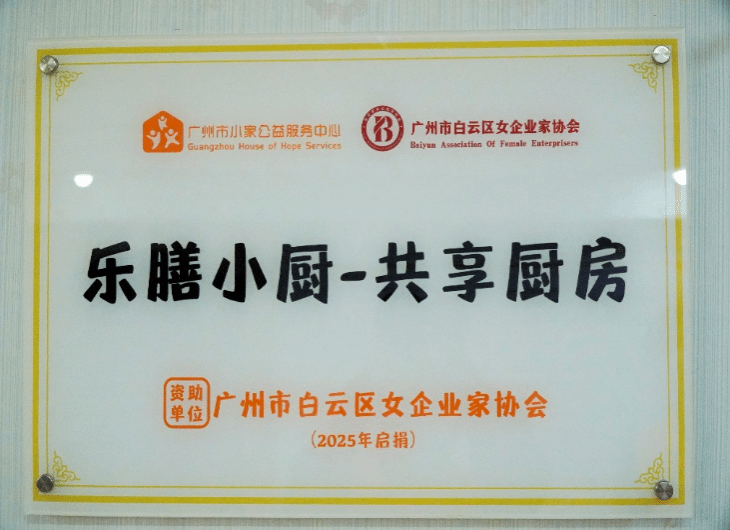 广州市小家公益服务中心
Guangzhou House of Hope Services
广州市白云区女企业家协会
Baiyun Association Of Female Enterprisers
乐膳小厨-共享厨房
资助
单位
广州市白云区女企业家协会
(2025年启捐)